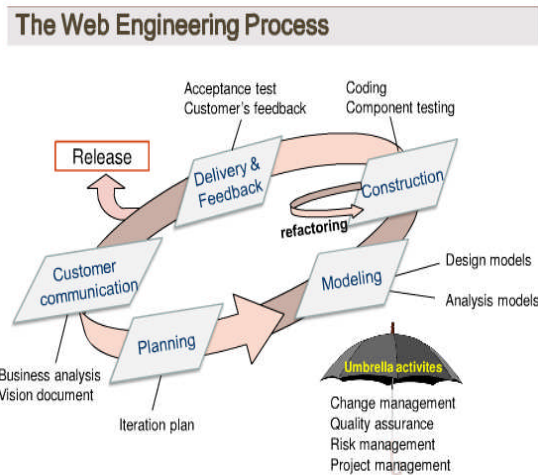 The Web Engineering Process
Acceptance test
Customer's feedback
Coding
Component testing
Release
Delivery &
Feedback
Construction
refactoring
Customer
communication
Modeling
Design models
Analysis models
Planning
Business analysis
Vision document
Iteration plan
Umbrella activites
Change management
Quality assurance
Risk management
Project management